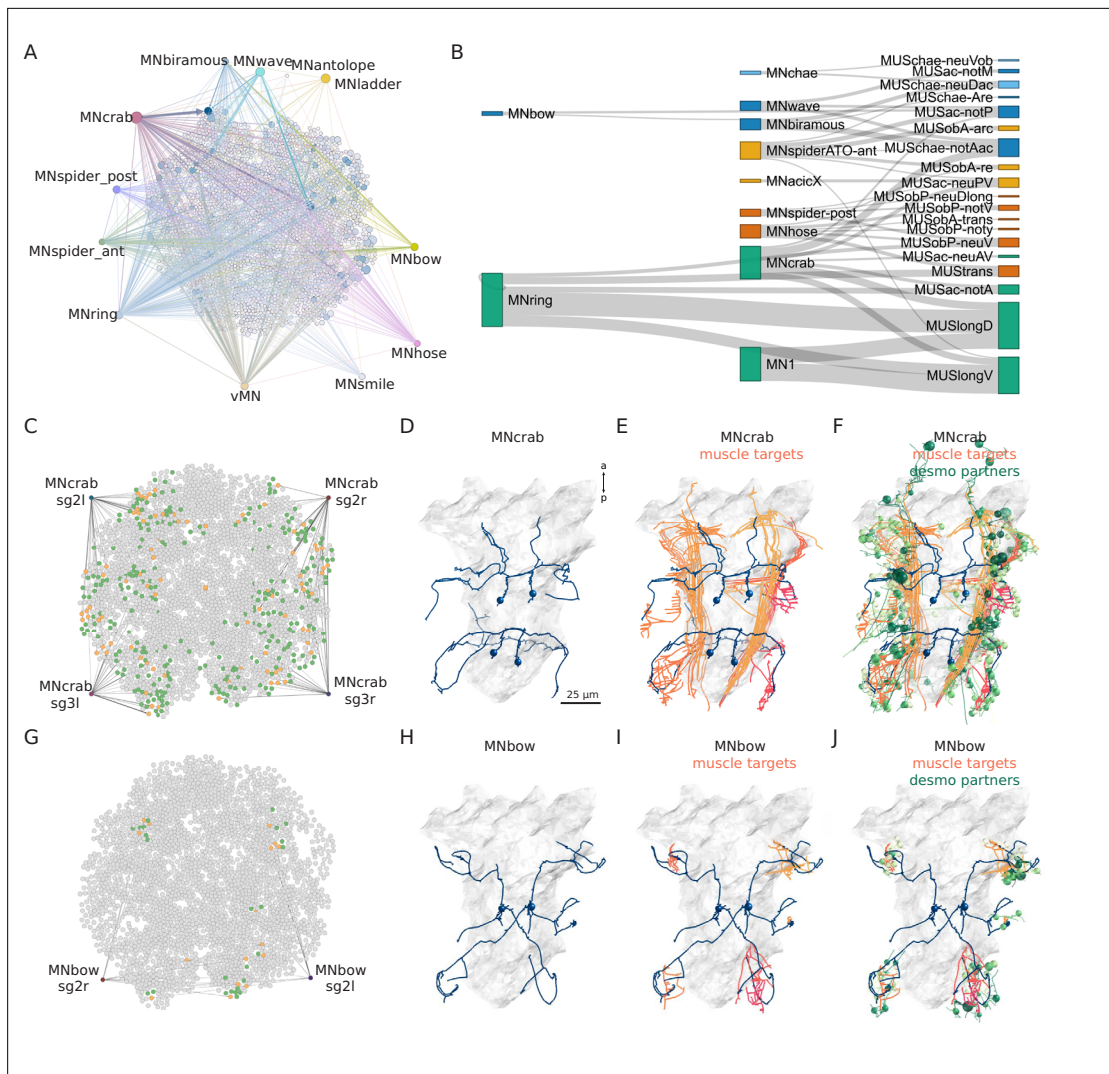 A
MNbiramous
MNwave
MNantolope
MNladder
MNcrab
MNspider_post
MNspider_ant
MNring
MNbow
MNhose
MNsmile
vMN
B
MNbow
MNring
MNchae
MNwave
MNbiramous
MNspiderATO-ant
MNacicX
MNspider-post
MNhose
MNcrab
MN1
MUSchae-neuVob
MUSac-notM
MUSchae-neuDac
MUSchae-Are
MUSac-notP
MUSobA-arc
MUSchae-notAac
MUSobA-re
MUSac-neuPV
MUSobP-neuDlong
MUSobP-notV
MUSobA-trans
MUSobP-noty
MUSobP-neuV
MUSac-neuAV
MUStrans
MUSac-notA
MUSlongD
MUSlongV
C
MNcrab
sg2l
MNcrab
sg2r
MNcrab
sg3l
MNcrab
sg3r
D
MNcrab
a
p
25 µm
E
MNcrab
muscle targets
F
MNcrab
muscle targets
desmo partners
G
MNbow
sg2r
MNbow
sg2l
H
MNbow
I
MNbow
muscle targets
J
MNbow
muscle targets
desmo partners